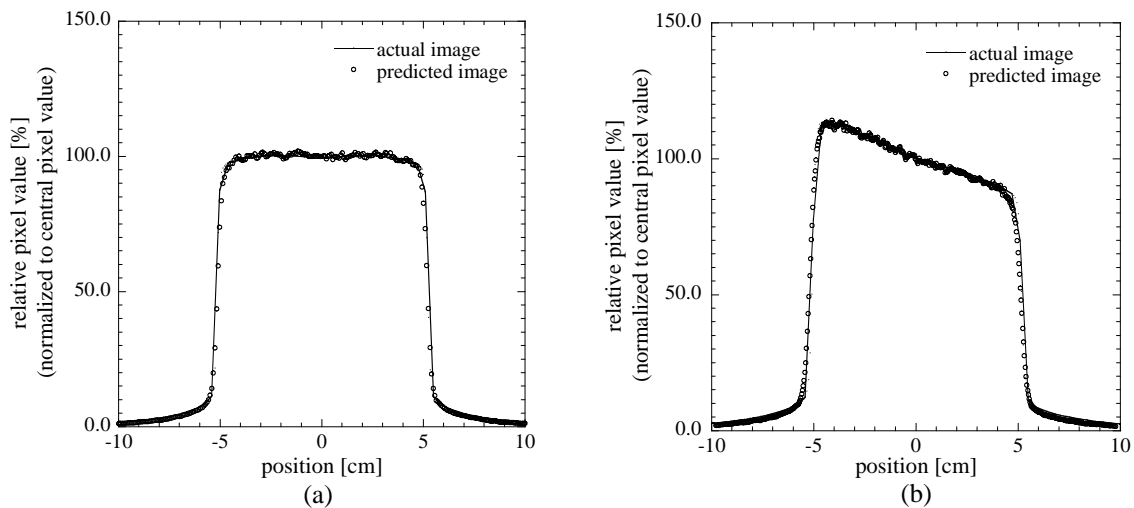 150.0
100.0
50.0
0.0
relative pixel value [%]
(normalized to central pixel value)
actual image
predicted image
-10
-5
0
5
10
position [cm]
(a)
150.0
100.0
50.0
0.0
relative pixel value [%]
(normalized to central pixel value)
actual image
predicted image
-10
-5
0
5
10
position [cm]
(b)